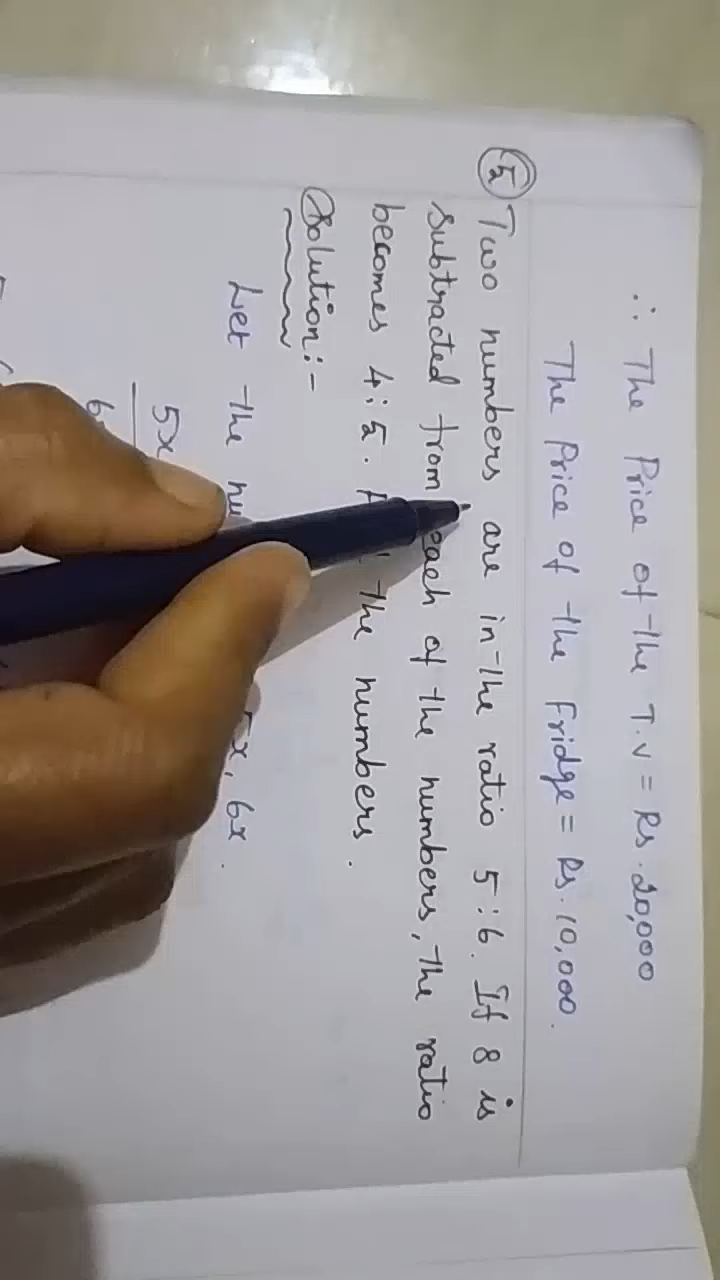 ∴ The Price of the T.V = Rs. 20,000
The Price of the Fridge = Rs. 10,000.
⑤ Two numbers are in the ratio 5:6. If 8 is
subtracted from each of the numbers, the ratio
becomes 4:5. the numbers.
Solution:-
Let the 5x, 6x.
5x